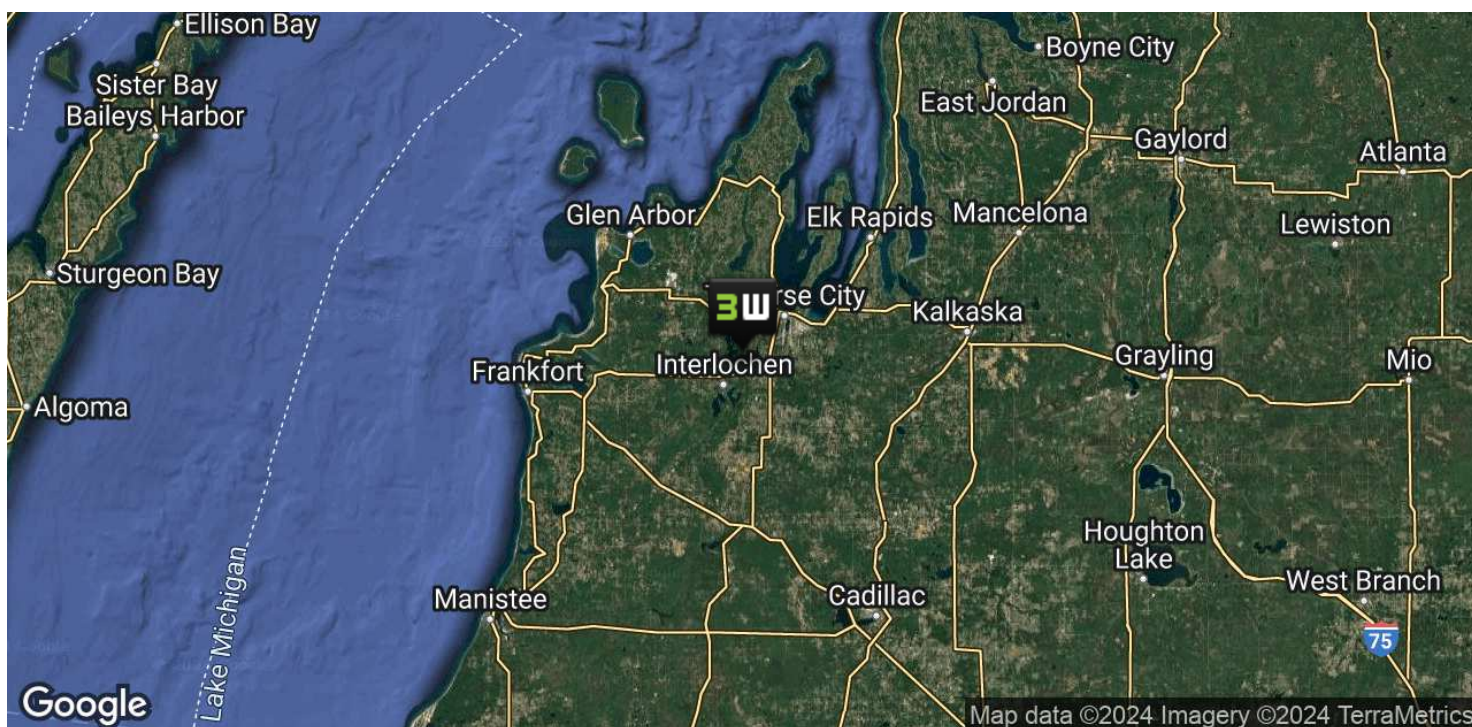 Ellison Bay
Boyne City
Sister Bay
East Jordan
Baileys Harbor
Gaylord
Atlanta
Glen Arbor
Elk Rapids
Mancelona
Lewiston
Sturgeon Bay
3W
rse City
Kalkaska
Interlochen
Grayling
Mio
Frankfort
Algoma
Houghton
Lake
West Branch
Manistee
Cadillac
75
Lake Michigan
Google
Map data ©2024 Imagery ©2024 TerraMetrics